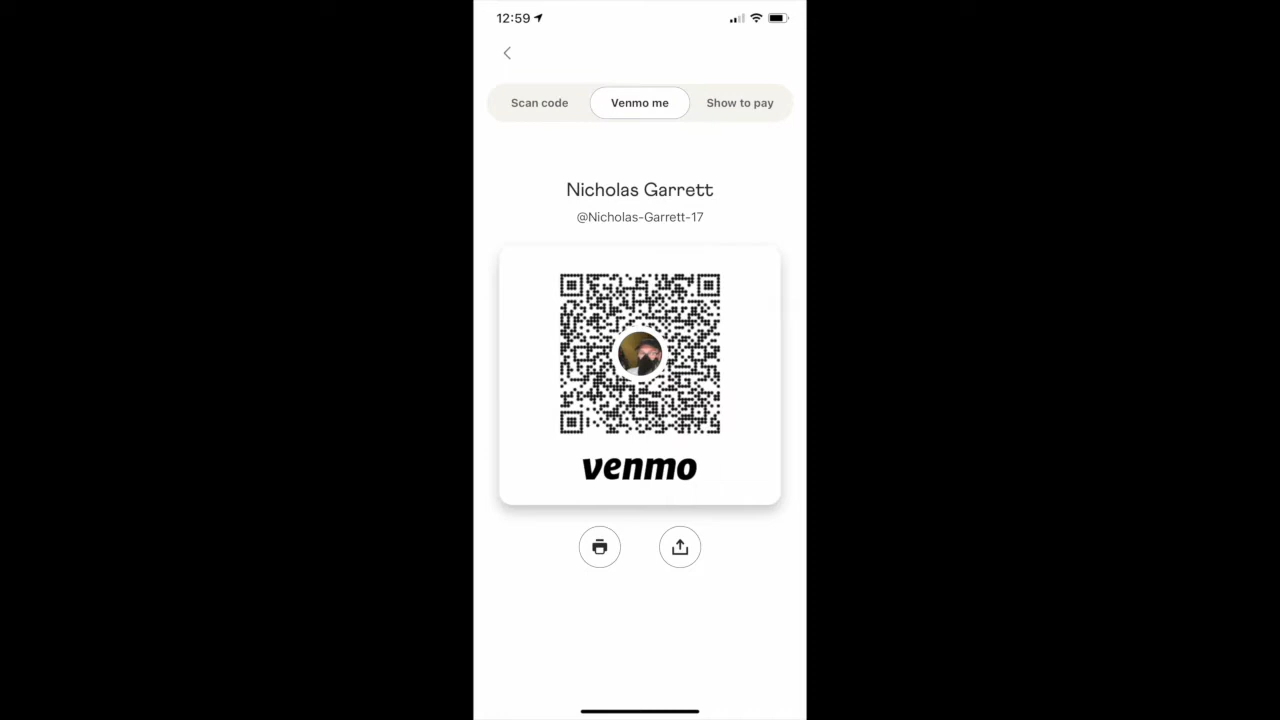 12:59
Scan code Venmo me Show to pay
Nicholas Garrett
@Nicholas-Garrett-17
venmo